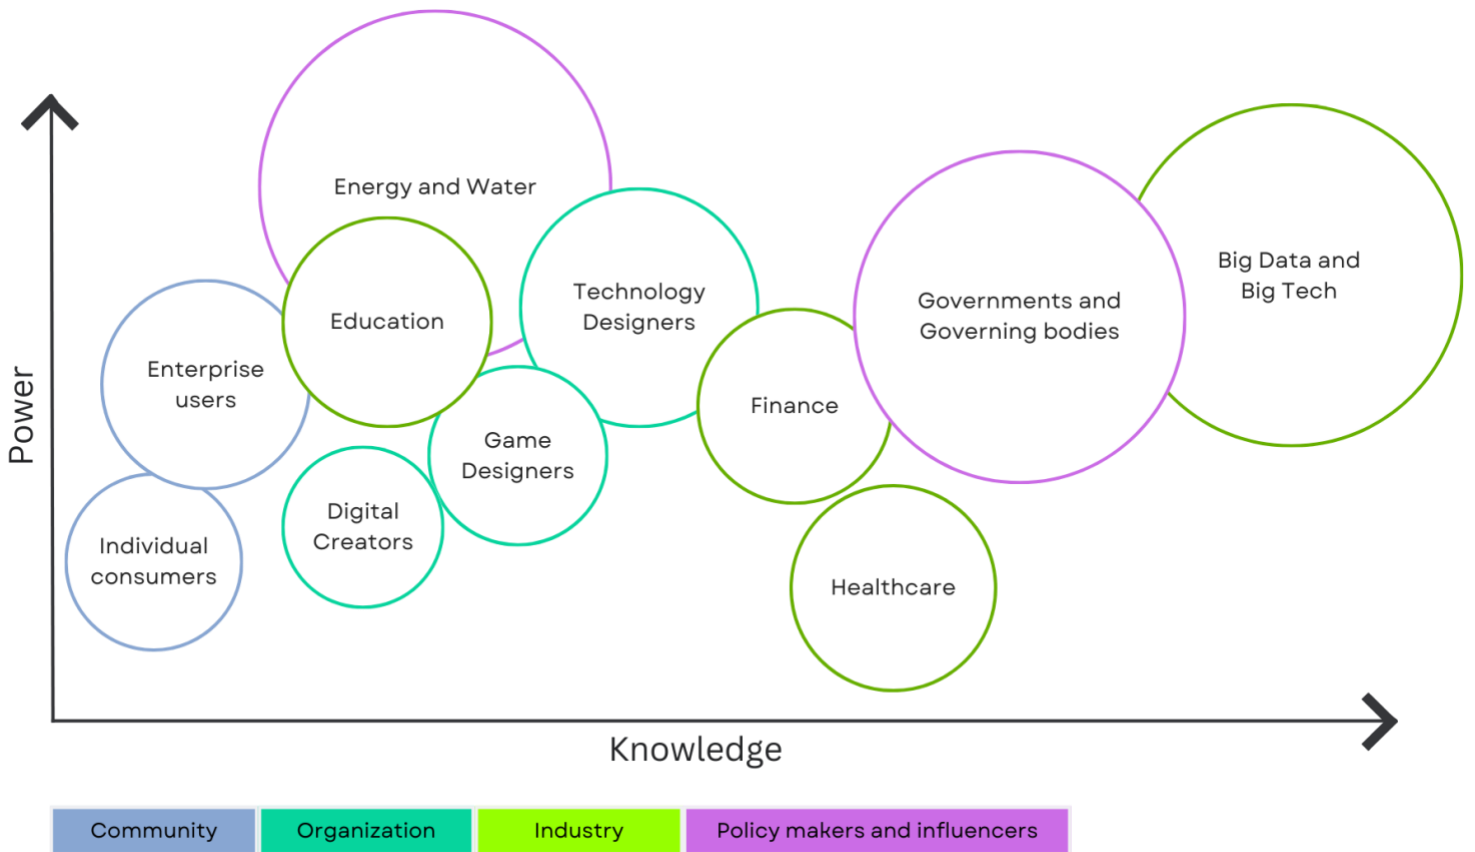 Energy and Water
Technology
Designers
Big Data and
Big Tech
Governments and
Governing bodies
Education
Enterprise
users
Finance
Game
Designers
Digital
Creators
Individual
consumers
Healthcare
Power
Knowledge
Community
Organization
Industry
Policy makers and influencers